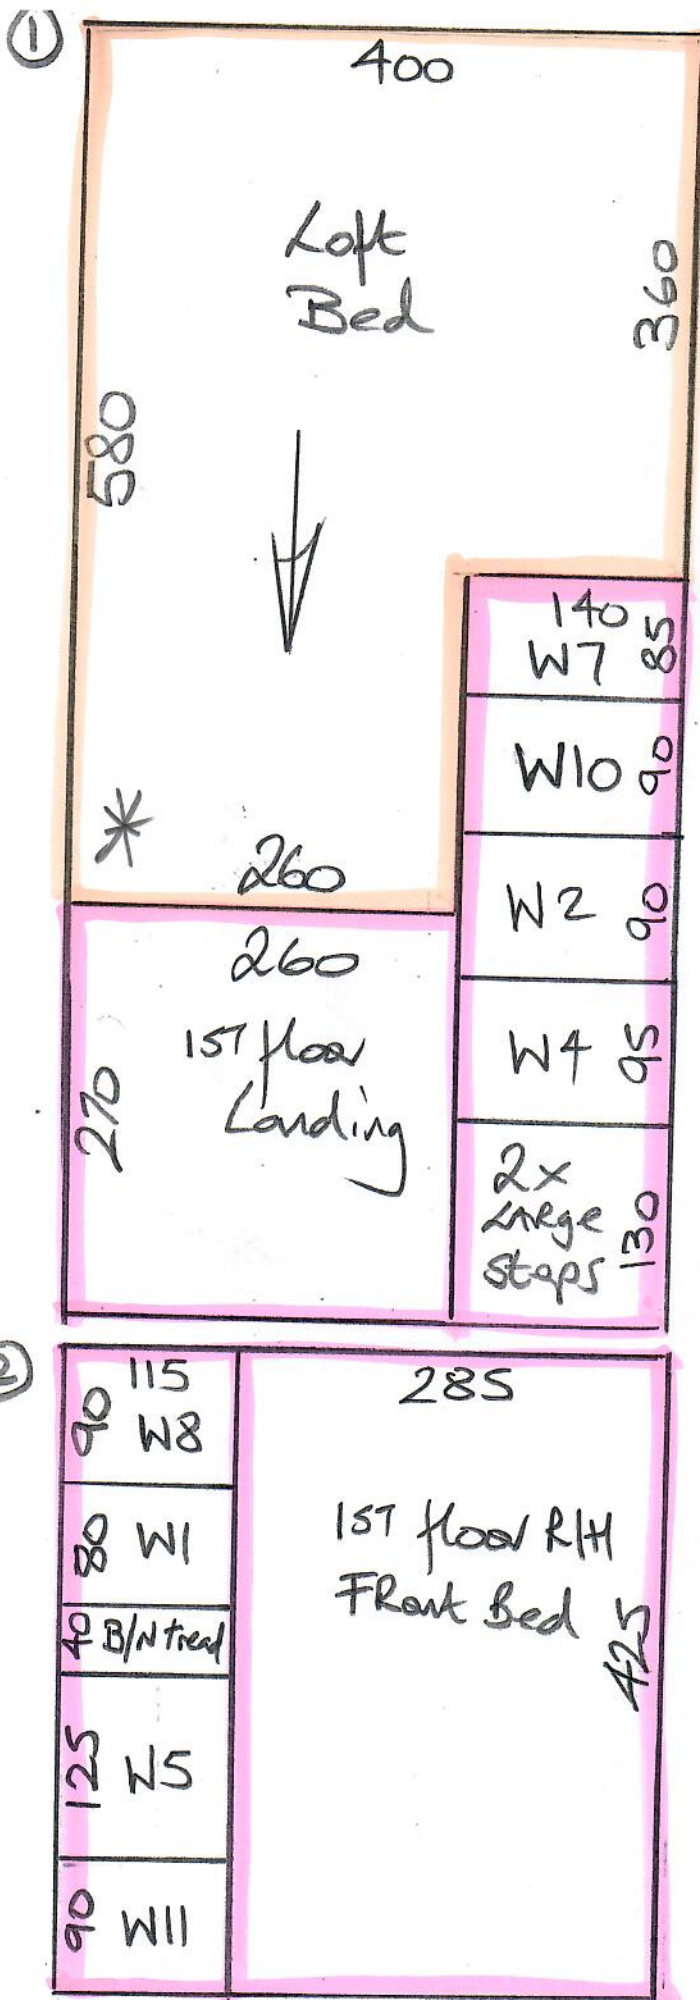 1
400
Loft
Bed
360
580
140
W7
85
W10
90
*
260
W2
90
260
1ST floor
Landing
270
W4
95
2x
LARge
Steps
130
2
115
90
W8
285
80
W1
1ST floor R/H
FRont Bed
40
B/N tread
425
125
W5
90
W11